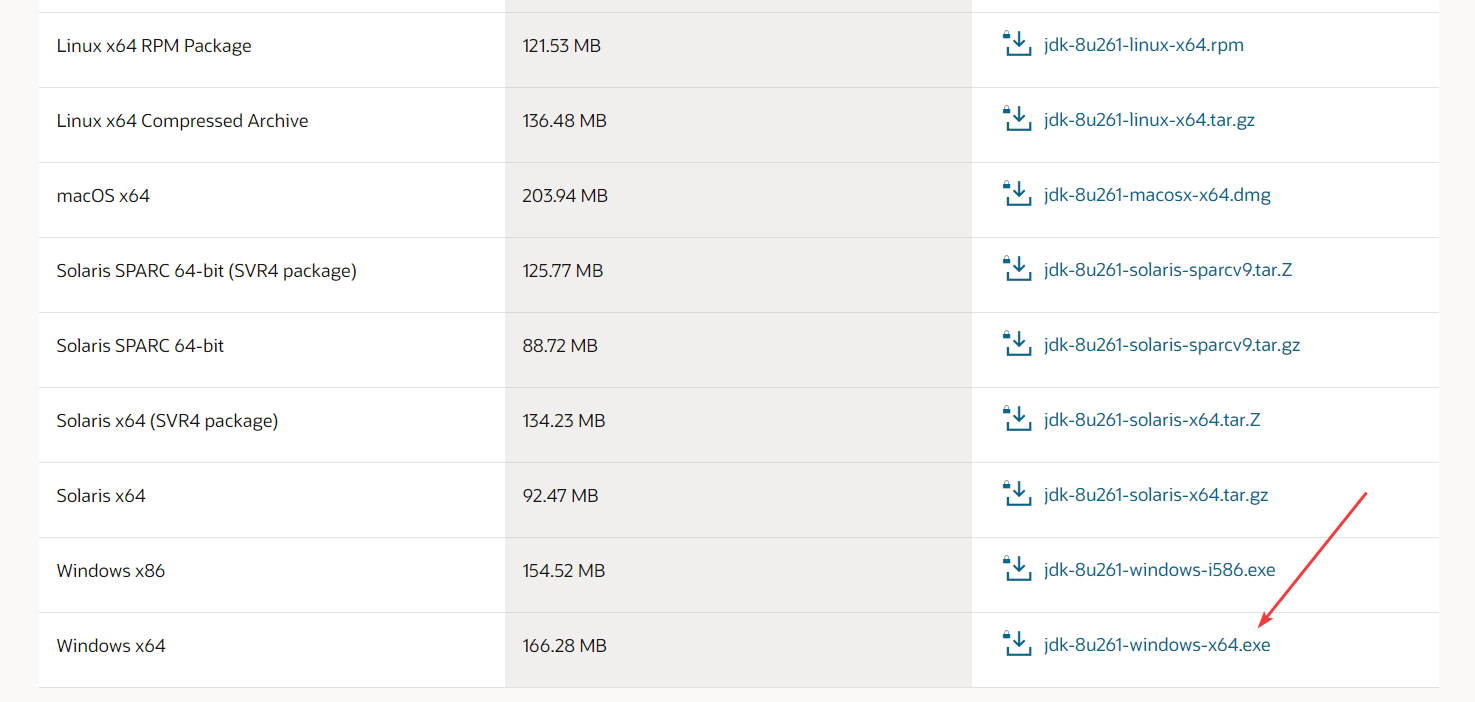 Linux x64 RPM Package 121.53 MB jdk-8u261-linux-x64.rpm
Linux x64 Compressed Archive 136.48 MB jdk-8u261-linux-x64.tar.gz
macOS x64 203.94 MB jdk-8u261-macosx-x64.dmg
Solaris SPARC 64-bit (SVR4 package) 125.77 MB jdk-8u261-solaris-sparcv9.tar.Z
Solaris SPARC 64-bit 88.72 MB jdk-8u261-solaris-sparcv9.tar.gz
Solaris x64 (SVR4 package) 134.23 MB jdk-8u261-solaris-x64.tar.Z
Solaris x64 92.47 MB jdk-8u261-solaris-x64.tar.gz
Windows x86 154.52 MB jdk-8u261-windows-i586.exe
Windows x64 166.28 MB jdk-8u261-windows-x64.exe